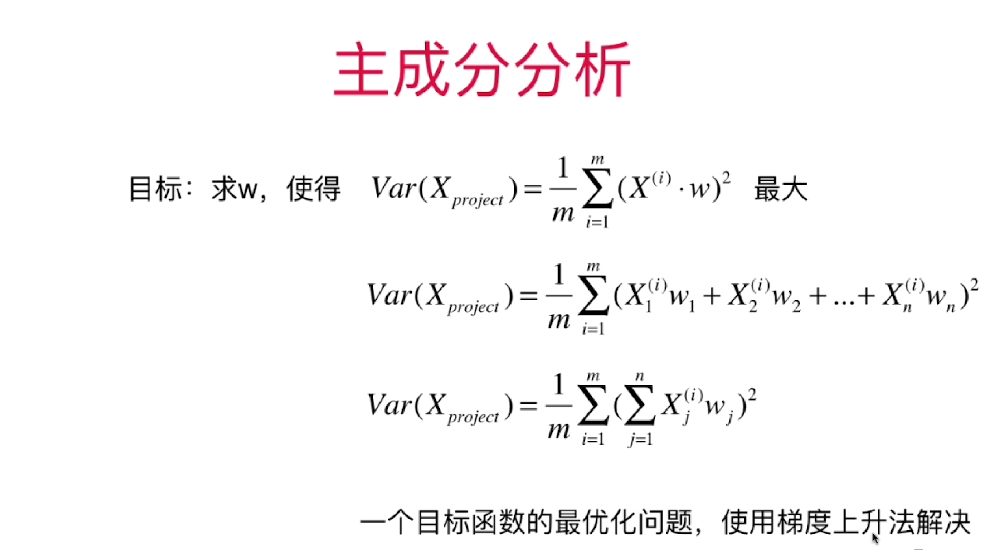 主成分分析
目标：求w，使得 Var(X_{project}) = \frac{1}{m} \sum_{i=1}^{m} (X^{(i)} \cdot w)^2 最大
Var(X_{project}) = \frac{1}{m} \sum_{i=1}^{m} (X_1^{(i)} w_1 + X_2^{(i)} w_2 + ... + X_n^{(i)} w_n)^2
Var(X_{project}) = \frac{1}{m} \sum_{i=1}^{m} (\sum_{j=1}^{n} X_j^{(i)} w_j)^2
一个目标函数的最优化问题，使用梯度上升法解决